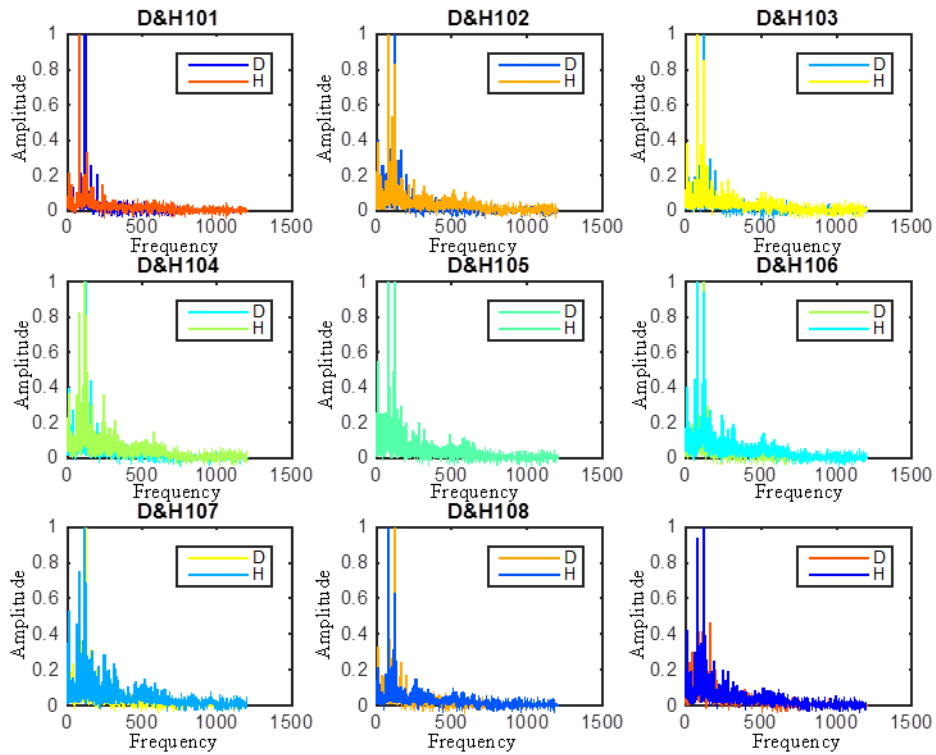 D&H101
D&H102
D&H103
1
0.8
0.6
0.4
0.2
0
Amplitude
D
H
0
500
1000
1500
Frequency
1
0.8
0.6
0.4
0.2
0
Amplitude
D
H
0
500
1000
1500
Frequency
1
0.8
0.6
0.4
0.2
0
Amplitude
D
H
0
500
1000
1500
Frequency
D&H104
D&H105
D&H106
1
0.8
0.6
0.4
0.2
0
Amplitude
D
H
0
500
1000
1500
Frequency
1
0.8
0.6
0.4
0.2
0
Amplitude
D
H
0
500
1000
1500
Frequency
1
0.8
0.6
0.4
0.2
0
Amplitude
D
H
0
500
1000
1500
Frequency
D&H107
D&H108
1
0.8
0.6
0.4
0.2
0
Amplitude
D
H
0
500
1000
1500
Frequency
1
0.8
0.6
0.4
0.2
0
Amplitude
D
H
0
500
1000
1500
Frequency
1
0.8
0.6
0.4
0.2
0
Amplitude
D
H
0
500
1000
1500
Frequency